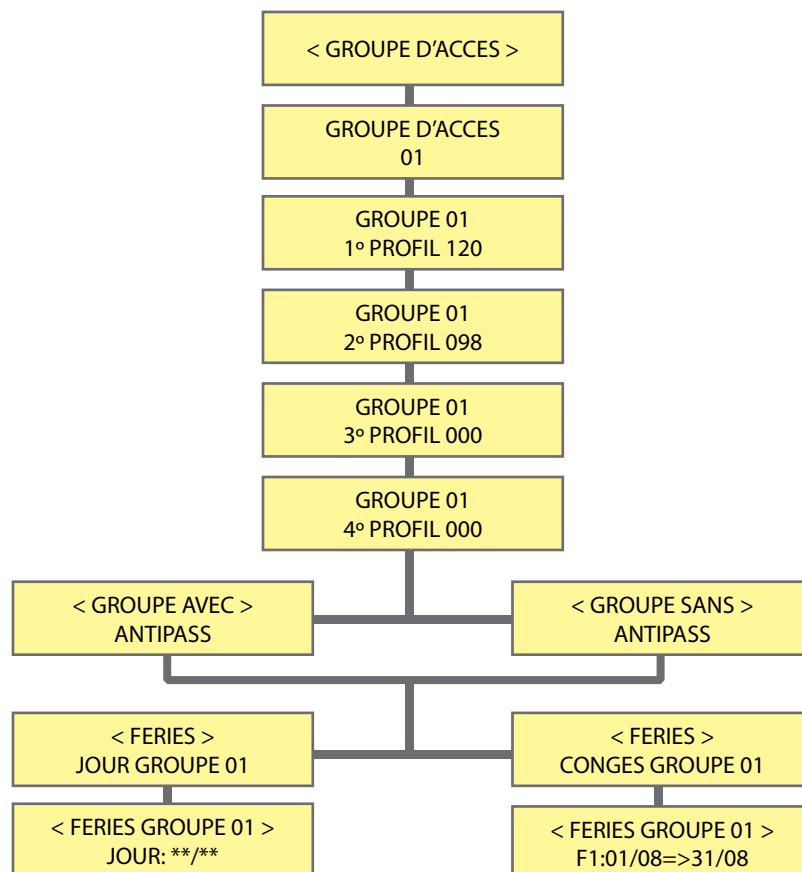 < GROUPE D'ACCES >
GROUPE D'ACCES
01
GROUPE 01
1º PROFIL 120
GROUPE 01
2º PROFIL 098
GROUPE 01
3º PROFIL 000
GROUPE 01
4º PROFIL 000
< GROUPE AVEC >
ANTIPASS
< GROUPE SANS >
ANTIPASS
< FERIES >
JOUR GROUPE 01
< FERIES >
CONGES GROUPE 01
< FERIES GROUPE 01 >
JOUR: **/**
< FERIES GROUPE 01 >
F1:01/08=>31/08